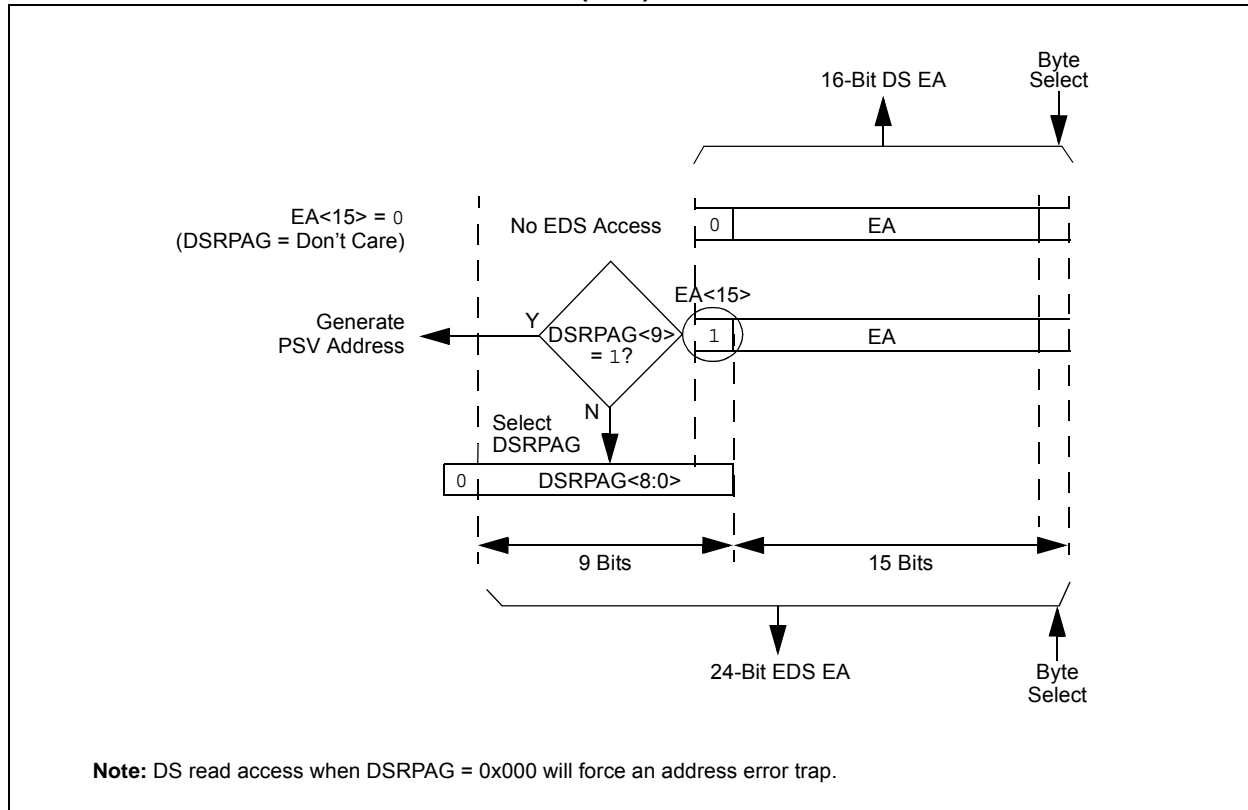 Byte
Select
16-Bit DS EA
EA<15> = 0
(DSRPAG = Don't Care)
No EDS Access
0
EA
EA<15>
Generate
PSV Address
Y
DSRPAG<9>
= 1?
1
EA
N
Select
DSRPAG
0
DSRPAG<8:0>
9 Bits
15 Bits
24-Bit EDS EA
Byte
Select
Note: DS read access when DSRPAG = 0x000 will force an address error trap.